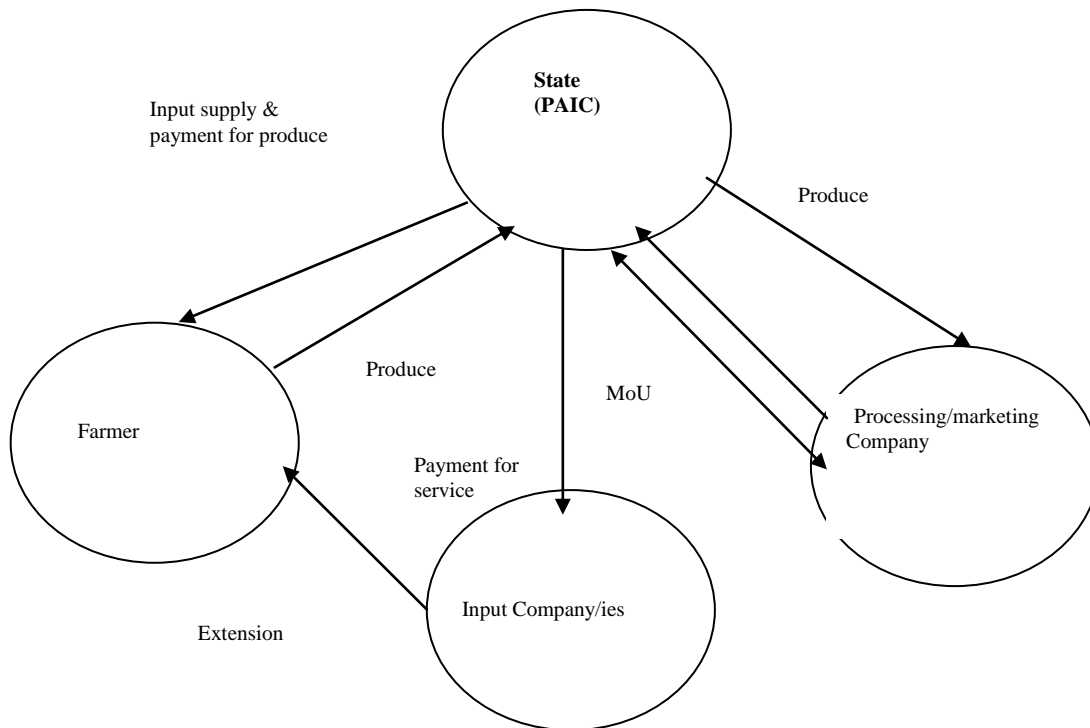 State
(PAIC)
Input supply &
payment for produce
Produce
Produce
MoU
Farmer
Processing/marketing
Company
Payment for
service
Input Company/ies
Extension